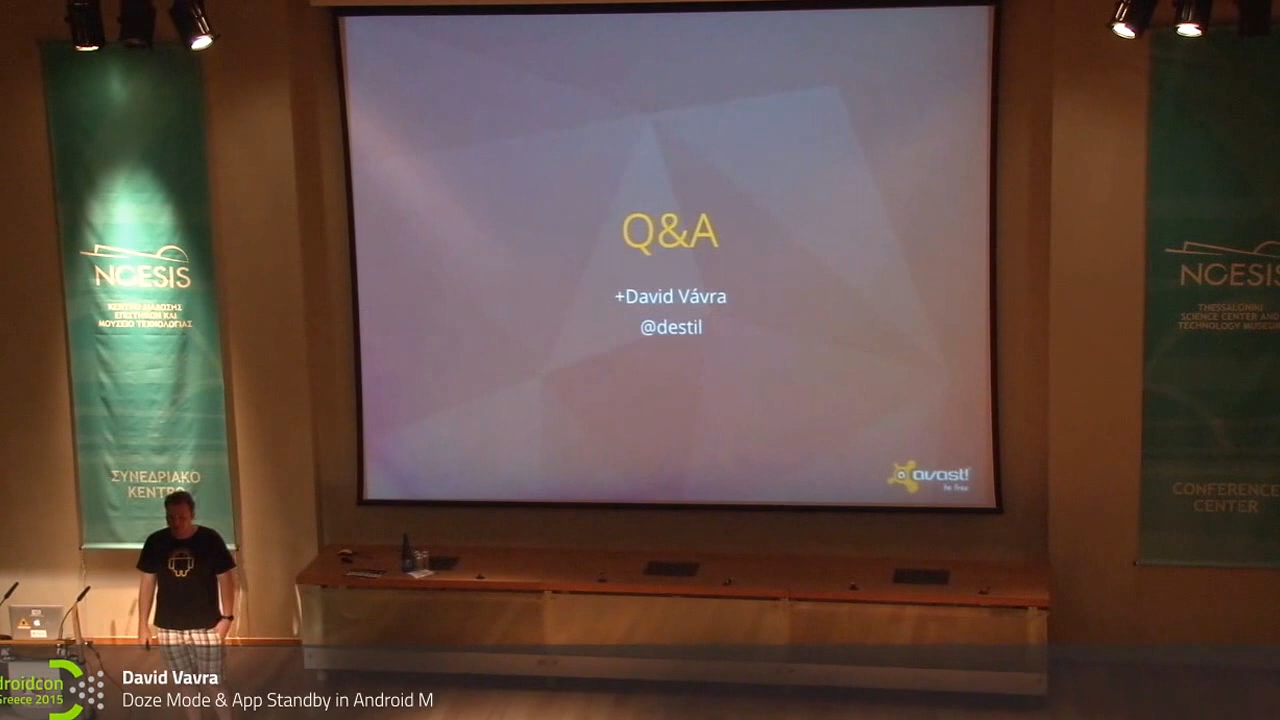 NOESIS
ΚΕΝΤΡΟ ΔΙΑΔΟΣΗΣ
ΕΠΙΣΤΗΜΩΝ ΚΑΙ
ΜΟΥΣΕΙΟ ΤΕΧΝΟΛΟΓΙΑΣ
ΣΥΝΕΔΡΙΑΚΟ
ΚΕΝΤΡΟ
Q&A
+David Vávra
@destil
avast!
be free
NOESIS
THESSALONIKI
SCIENCE CENTER AND
TECHNOLOGY MUSEUM
CONFERENCE
CENTER
droidcon
Greece 2015
David Vavra
Doze Mode & App Standby in Android M